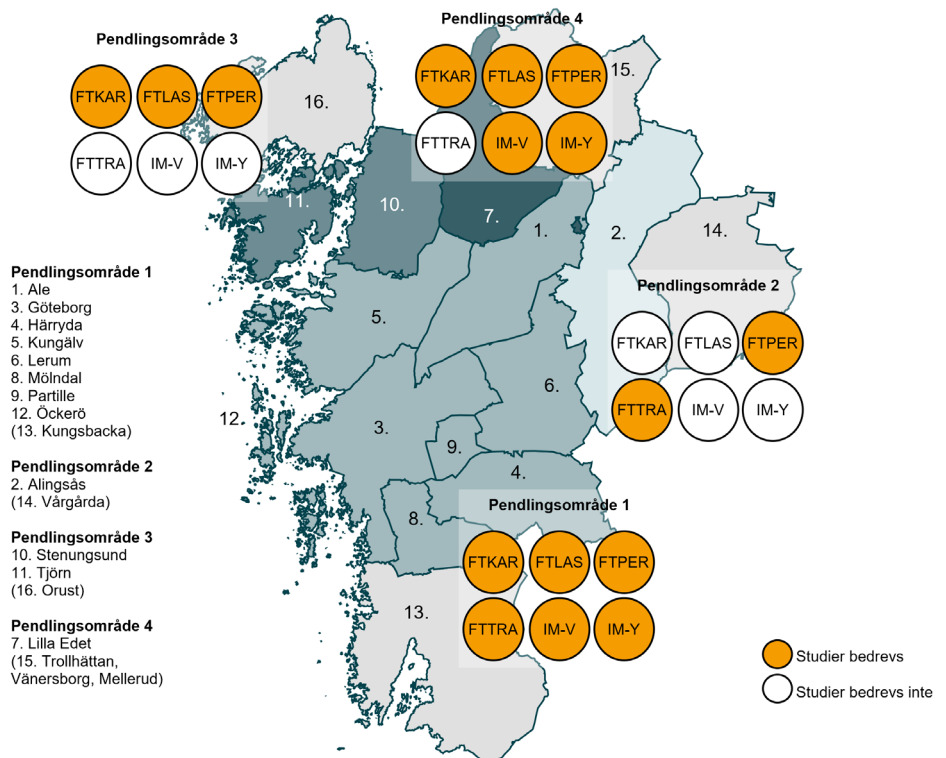 Pendlingsområde 4
Pendlingsområde 3
FTKAR FTLAS FTPER
FTTRA IM-V IM-Y
FTKAR FTLAS FTPER
FTTRA IM-V IM-Y
15.
16.
11.
10.
7.
1.
2.
14.
Pendlingsområde 2
FTKAR FTLAS FTPER
FTTRA IM-V IM-Y
5.
6.
12.
3.
9.
4.
8.
13.
Pendlingsområde 1
FTKAR FTLAS FTPER
FTTRA IM-V IM-Y
Pendlingsområde 1
1. Ale
3. Göteborg
4. Härryda
5. Kungälv
6. Lerum
8. Mölndal
9. Partille
12. Öckerö
(13. Kungsbacka)
Pendlingsområde 2
2. Alingsås
(14. Vårgårda)
Pendlingsområde 3
10. Stenungsund
11. Tjörn
(16. Orust)
Pendlingsområde 4
7. Lilla Edet
(15. Trollhättan,
Vänersborg, Mellerud)
Studier bedrevs
Studier bedrevs inte